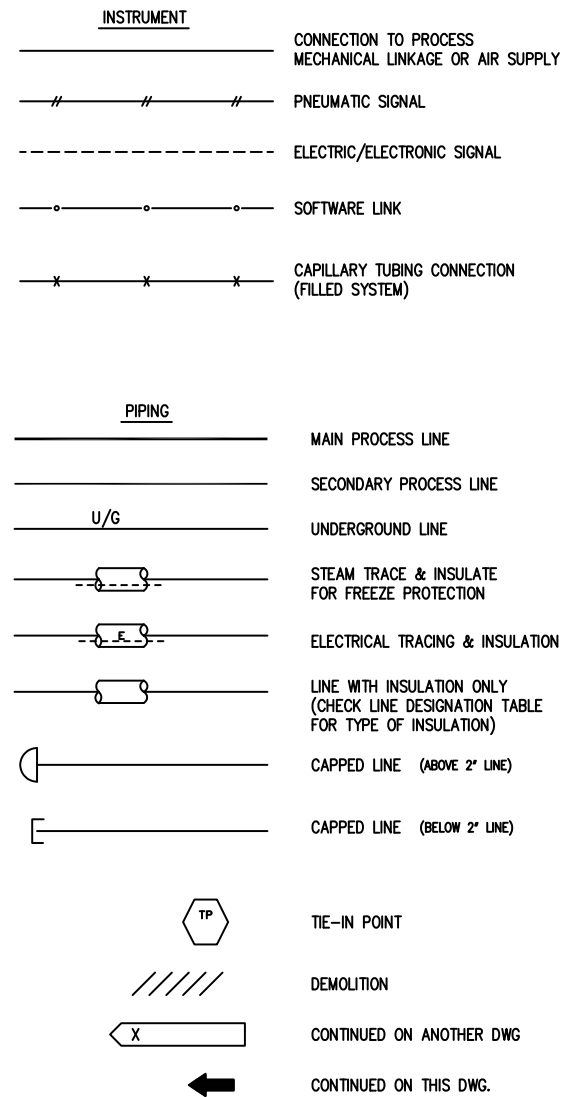 INSTRUMENT
CONNECTION TO PROCESS
MECHANICAL LINKAGE OR AIR SUPPLY
PNEUMATIC SIGNAL
ELECTRIC/ELECTRONIC SIGNAL
SOFTWARE LINK
CAPILLARY TUBING CONNECTION
(FILLED SYSTEM)
PIPING
MAIN PROCESS LINE
SECONDARY PROCESS LINE
U/G
UNDERGROUND LINE
STEAM TRACE & INSULATE
FOR FREEZE PROTECTION
E
ELECTRICAL TRACING & INSULATION
LINE WITH INSULATION ONLY
(CHECK LINE DESIGNATION TABLE
FOR TYPE OF INSULATION)
CAPPED LINE (ABOVE 2" LINE)
CAPPED LINE (BELOW 2" LINE)
TP
TIE-IN POINT
DEMOLITION
X
CONTINUED ON ANOTHER DWG
CONTINUED ON THIS DWG.